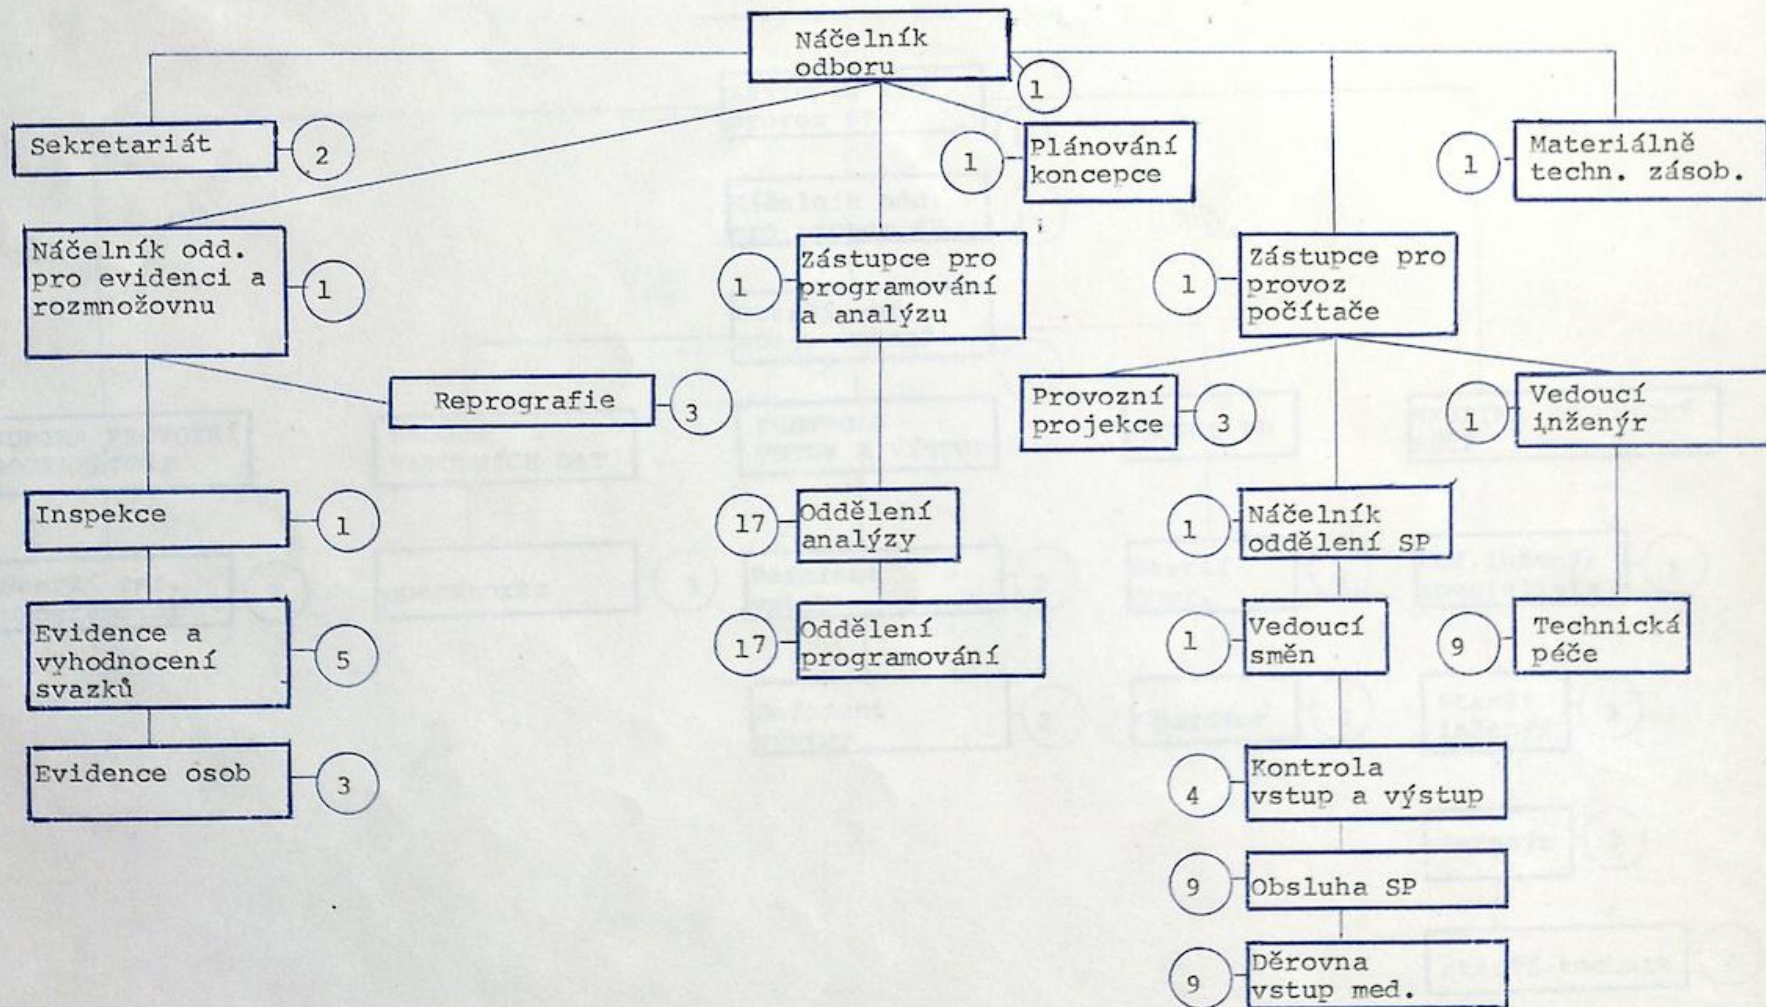 Náčelník
odboru
1
Sekretariát
2
1
Plánování
koncepce
1
Materiálně
techn. zásob.
Náčelník odd.
pro evidenci a
rozmnožovnu
1
1
Zástupce pro
programování
a analýzu
1
Zástupce pro
provoz
počítače
Reprografie
3
Provozní
projekce
3
1
Vedoucí
inženýr
Inspekce
1
17
Oddělení
analýzy
1
Náčelník
oddělení SP
Evidence a
vyhodnocení
svazků
5
17
Oddělení
programování
1
Vedoucí
směn
9
Technická
péče
Evidence osob
3
4
Kontrola
vstup a výstup
9
Obsluha SP
9
Děrovna
vstup med.